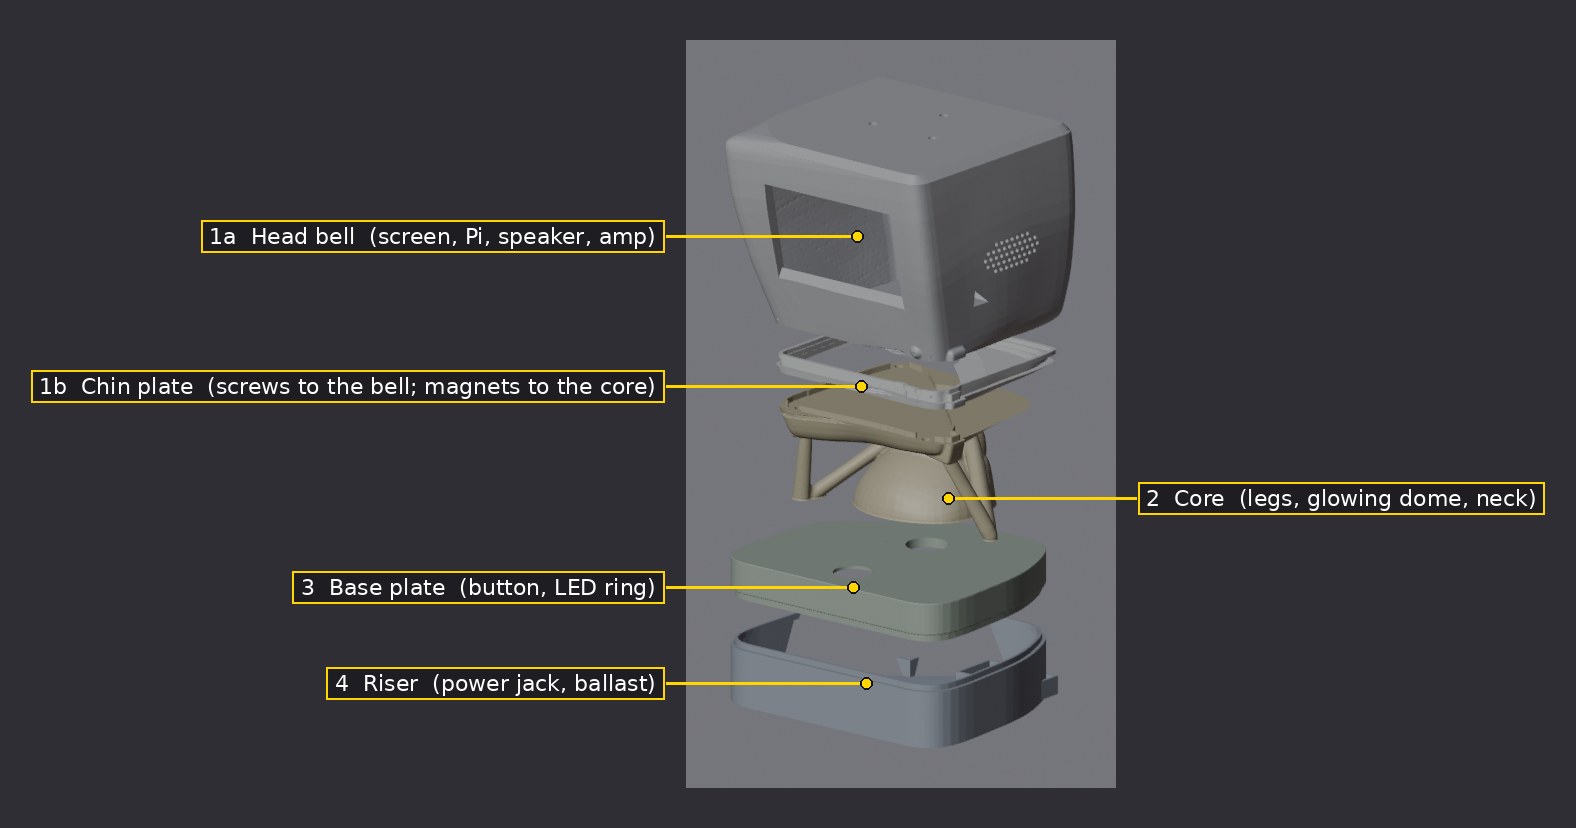 1a  Head bell  (screen, Pi, speaker, amp)
1b  Chin plate  (screws to the bell; magnets to the core)
2  Core  (legs, glowing dome, neck)
3  Base plate  (button, LED ring)
4  Riser  (power jack, ballast)